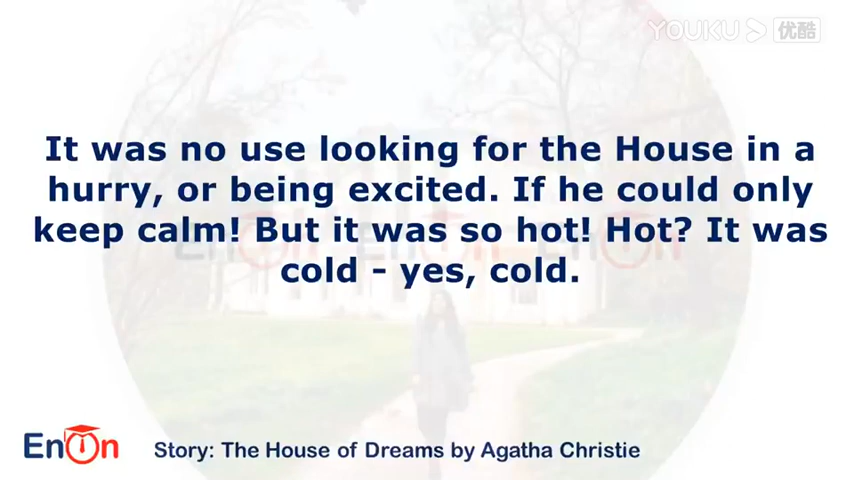 YOUKU 优酷
It was no use looking for the House in a
hurry, or being excited. If he could only
keep calm! But it was so hot! Hot? It was
cold - yes, cold.
EnOn
Story: The House of Dreams by Agatha Christie